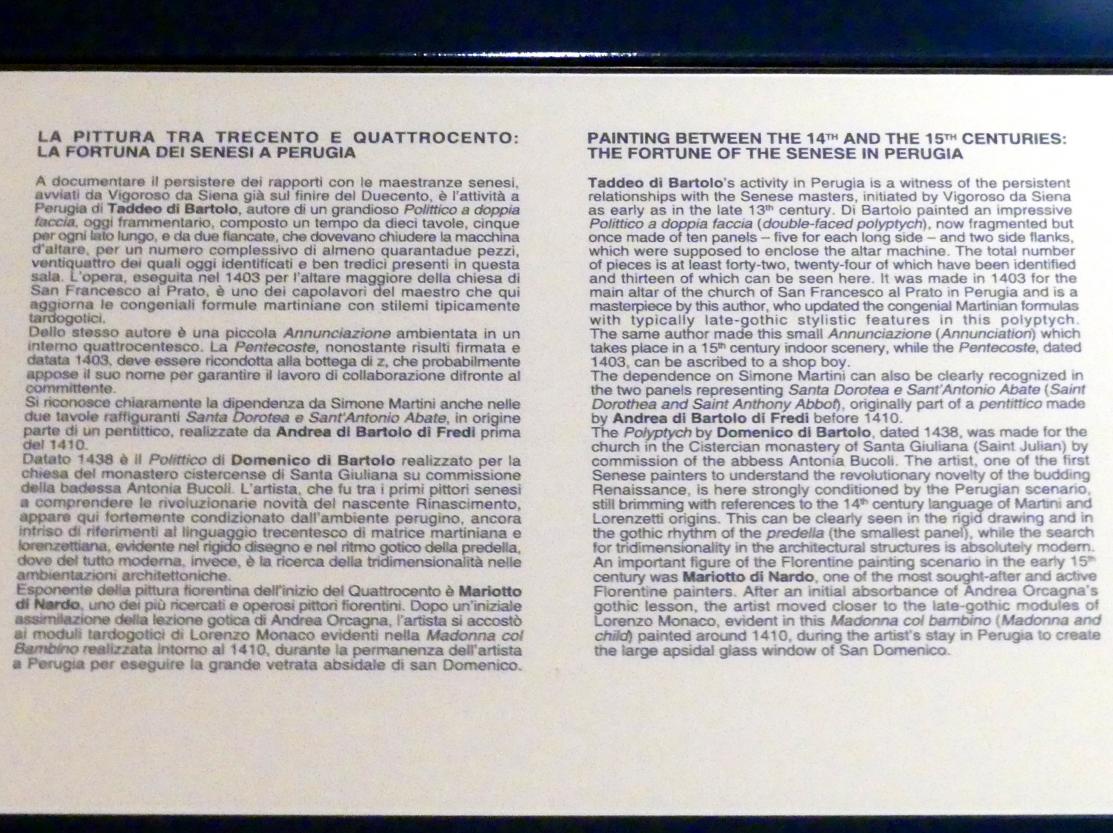 LA PITTURA TRA TRECENTO E QUATTROCENTO:
LA FORTUNA DEI SENESI A PERUGIA
A documentare il persistere dei rapporti con le maestranze senesi,
avviati da Vigoroso da Siena già sul finire del Duecento, è l'attività a
Perugia di Taddeo di Bartolo, autore di un grandioso Polittico a doppia
faccia, oggi frammentario, composto un tempo da dieci tavole, cinque
per ogni lato lungo, e da due fiancate, che dovevano chiudere la macchina
d'altare, per un numero complessivo di almeno quarantadue pezzi,
ventiquattro dei quali oggi identificati e ben tredici presenti in questa
sala. L'opera, eseguita nel 1403 per l'altare maggiore della chiesa di
San Francesco al Prato, è uno dei capolavori del maestro che qui
aggiorna le congeniali formule martiniane con stilemi tipicamente
tardogotici.
Dello stesso autore è una piccola Annunciazione ambientata in un
interno quattrocentesco. La Pentecoste, nonostante risulti firmata e
datata 1403, deve essere ricondotta alla bottega di z, che probabilmente
appose il suo nome per garantire il lavoro di collaborazione difronte al
committente.
Si riconosce chiaramente la dipendenza da Simone Martini anche nelle
due tavole raffiguranti Santa Dorotea e Sant'Antonio Abate, in origine
parte di un pentittico, realizzate da Andrea di Bartolo di Fredi prima
del 1410.
Datato 1438 è il Polittico di Domenico di Bartolo realizzato per la
chiesa del monastero cistercense di Santa Giuliana su commissione
della badessa Antonia Bucoli. L'artista, che fu tra i primi pittori senesi
a comprendere le rivoluzionarie novità del nascente Rinascimento,
appare qui fortemente condizionato dall'ambiente perugino, ancora
intriso di riferimenti al linguaggio trecentesco di matrice martiniana e
lorenzettiana, evidente nel rigido disegno e nel ritmo gotico della predella,
dove del tutto moderna, invece, è la ricerca della tridimensionalità nelle
ambientazioni architettoniche.
Esponente della pittura fiorentina dell'inizio del Quattrocento è Mariotto
di Nardo, uno dei più ricercati e operosi pittori fiorentini. Dopo un'iniziale
assimilazione della lezione gotica di Andrea Orcagna, l'artista si accostò
ai moduli tardogotici di Lorenzo Monaco evidenti nella Madonna col
Bambino realizzata intorno al 1410, durante la permanenza dell'artista
a Perugia per eseguire la grande vetrata absidale di san Domenico.
PAINTING BETWEEN THE 14TH AND THE 15TH CENTURIES:
THE FORTUNE OF THE SENESE IN PERUGIA
Taddeo di Bartolo's activity in Perugia is a witness of the persistent
relationships with the Senese masters, initiated by Vigoroso da Siena
as early as in the late 13th century. Di Bartolo painted an impressive
Polittico a doppia faccia (double-faced polyptych), now fragmented but
once made of ten panels – five for each long side – and two side flanks,
which were supposed to enclose the altar machine. The total number
of pieces is at least forty-two, twenty-four of which have been identified
and thirteen of which can be seen here. It was made in 1403 for the
main altar of the church of San Francesco al Prato in Perugia and is a
masterpiece by this author, who updated the congenial Martinian formulas
with typically late-gothic stylistic features in this polyptych.
The same author made this small Annunciazione (Annunciation) which
takes place in a 15th century indoor scenery, while the Pentecoste, dated
1403, can be ascribed to a shop boy.
The dependence on Simone Martini can also be clearly recognized in
the two panels representing Santa Dorotea e Sant'Antonio Abate (Saint
Dorothea and Saint Anthony Abbot), originally part of a pentittico made
by Andrea di Bartolo di Fredi before 1410.
The Polyptych by Domenico di Bartolo, dated 1438, was made for the
church in the Cistercian monastery of Santa Giuliana (Saint Julian) by
commission of the abbess Antonia Bucoli. The artist, one of the first
Senese painters to understand the revolutionary novelty of the budding
Renaissance, is here strongly conditioned by the Perugian scenario,
still brimming with references to the 14th century language of Martini and
Lorenzetti origins. This can be clearly seen in the rigid drawing and in
the gothic rhythm of the predella (the smallest panel), while the search
for tridimensionality in the architectural structures is absolutely modern.
An important figure of the Florentine painting scenario in the early 15th
century was Mariotto di Nardo, one of the most sought-after and active
Florentine painters. After an initial absorbance of Andrea Orcagna's
gothic lesson, the artist moved closer to the late-gothic modules of
Lorenzo Monaco, evident in this Madonna col bambino (Madonna and
child) painted around 1410, during the artist's stay in Perugia to create
the large apsidal glass window of San Domenico.